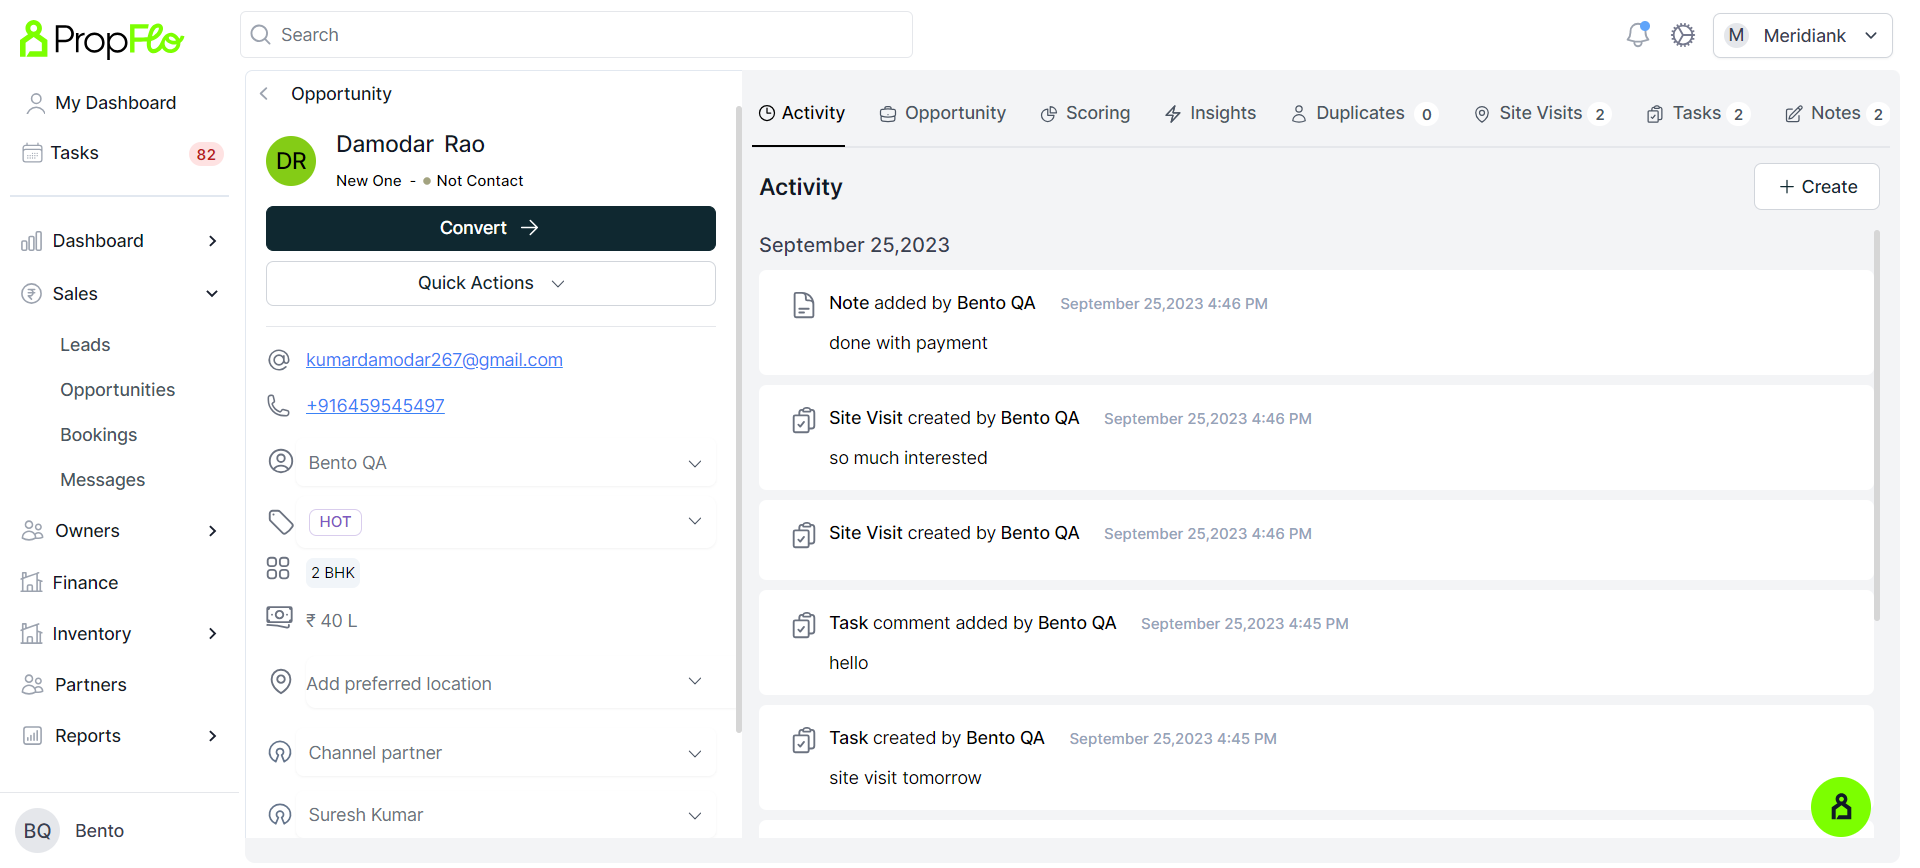 PropFlo
Search
M Meridiank
My Dashboard
Tasks 82
Dashboard
Sales
Leads
Opportunities
Bookings
Messages
Owners
Finance
Inventory
Partners
Reports
BQ Bento
Opportunity
DR
Damodar Rao
New One - Not Contact
Convert
Quick Actions
kumardamodar267@gmail.com
+916459545497
Bento QA
HOT
2 BHK
₹ 40 L
Add preferred location
Channel partner
Suresh Kumar
Activity Opportunity Scoring Insights Duplicates 0 Site Visits 2 Tasks 2 Notes 2
Activity
+ Create
September 25,2023
Note added by Bento QA September 25,2023 4:46 PM
done with payment
Site Visit created by Bento QA September 25,2023 4:46 PM
so much interested
Site Visit created by Bento QA September 25,2023 4:46 PM
Task comment added by Bento QA September 25,2023 4:45 PM
hello
Task created by Bento QA September 25,2023 4:45 PM
site visit tomorrow